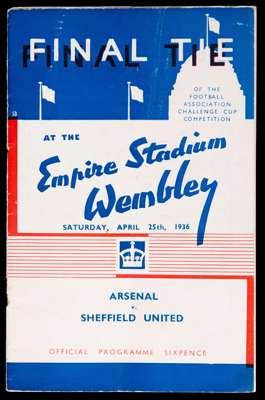 FINAL TIE
OF THE
FOOTBALL
ASSOCIATION
CHALLENGE CUP
COMPETITION
AT THE
Empire Stadium
Wembley
SATURDAY, APRIL 25th, 1936
ARSENAL
v.
SHEFFIELD UNITED
OFFICIAL PROGRAMME SIXPENCE